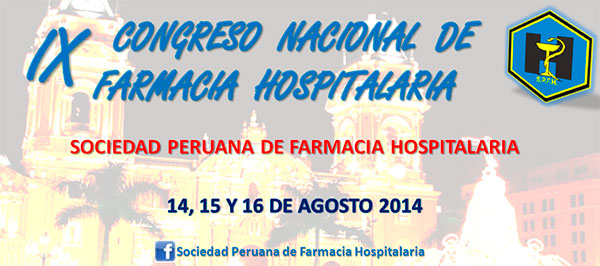 IX CONGRESO NACIONAL DE
FARMACIA HOSPITALARIA
S.P.F.H.
SOCIEDAD PERUANA DE FARMACIA HOSPITALARIA
14, 15 Y 16 DE AGOSTO 2014
f Sociedad Peruana de Farmacia Hospitalaria